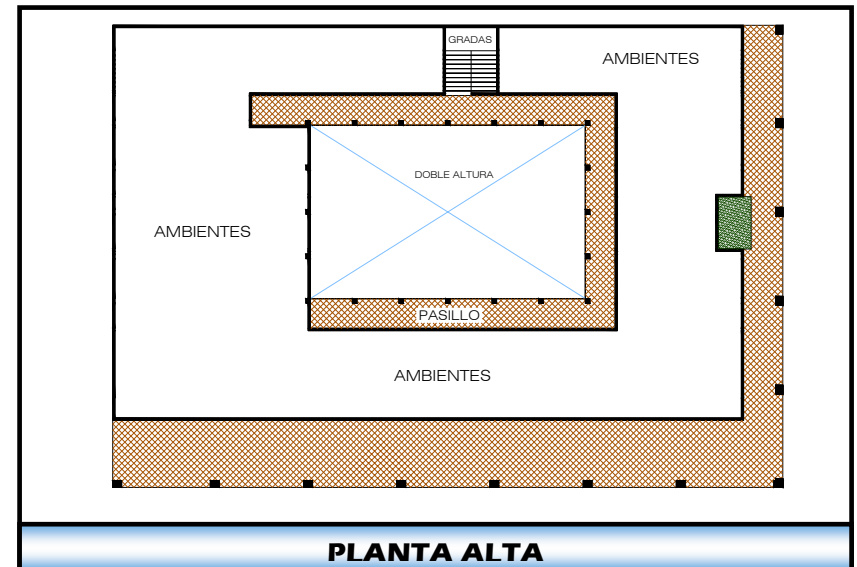 GRADAS
AMBIENTES
DOBLE ALTURA
AMBIENTES
PASILLO
AMBIENTES
PLANTA ALTA